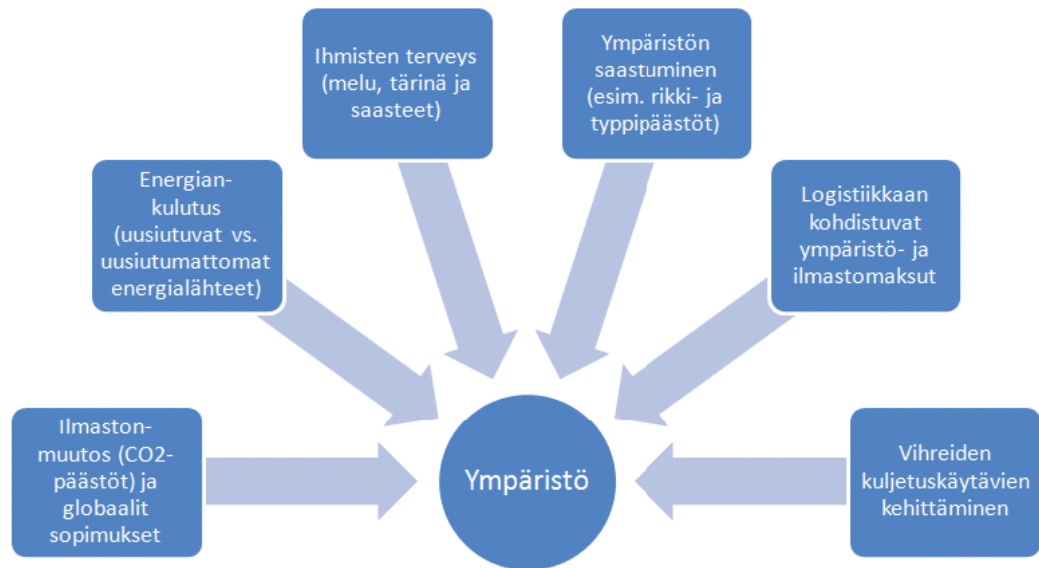 Ihmisten terveys
(melu, tärinä ja
saasteet)
Ympäristön
saastuminen
(esim. rikki- ja
typpipäästöt)
Energian-
kulutus
(uusiutuvat vs.
uusiutumattomat
energialähteet)
Logistiikkaan
kohdistuvat
ympäristö- ja
ilmastomaksut
Ilmaston-
muutos (CO2-
päästöt) ja
globaalit
sopimukset
Ympäristö
Vihreiden
kuljetuskäytävien
kehittäminen